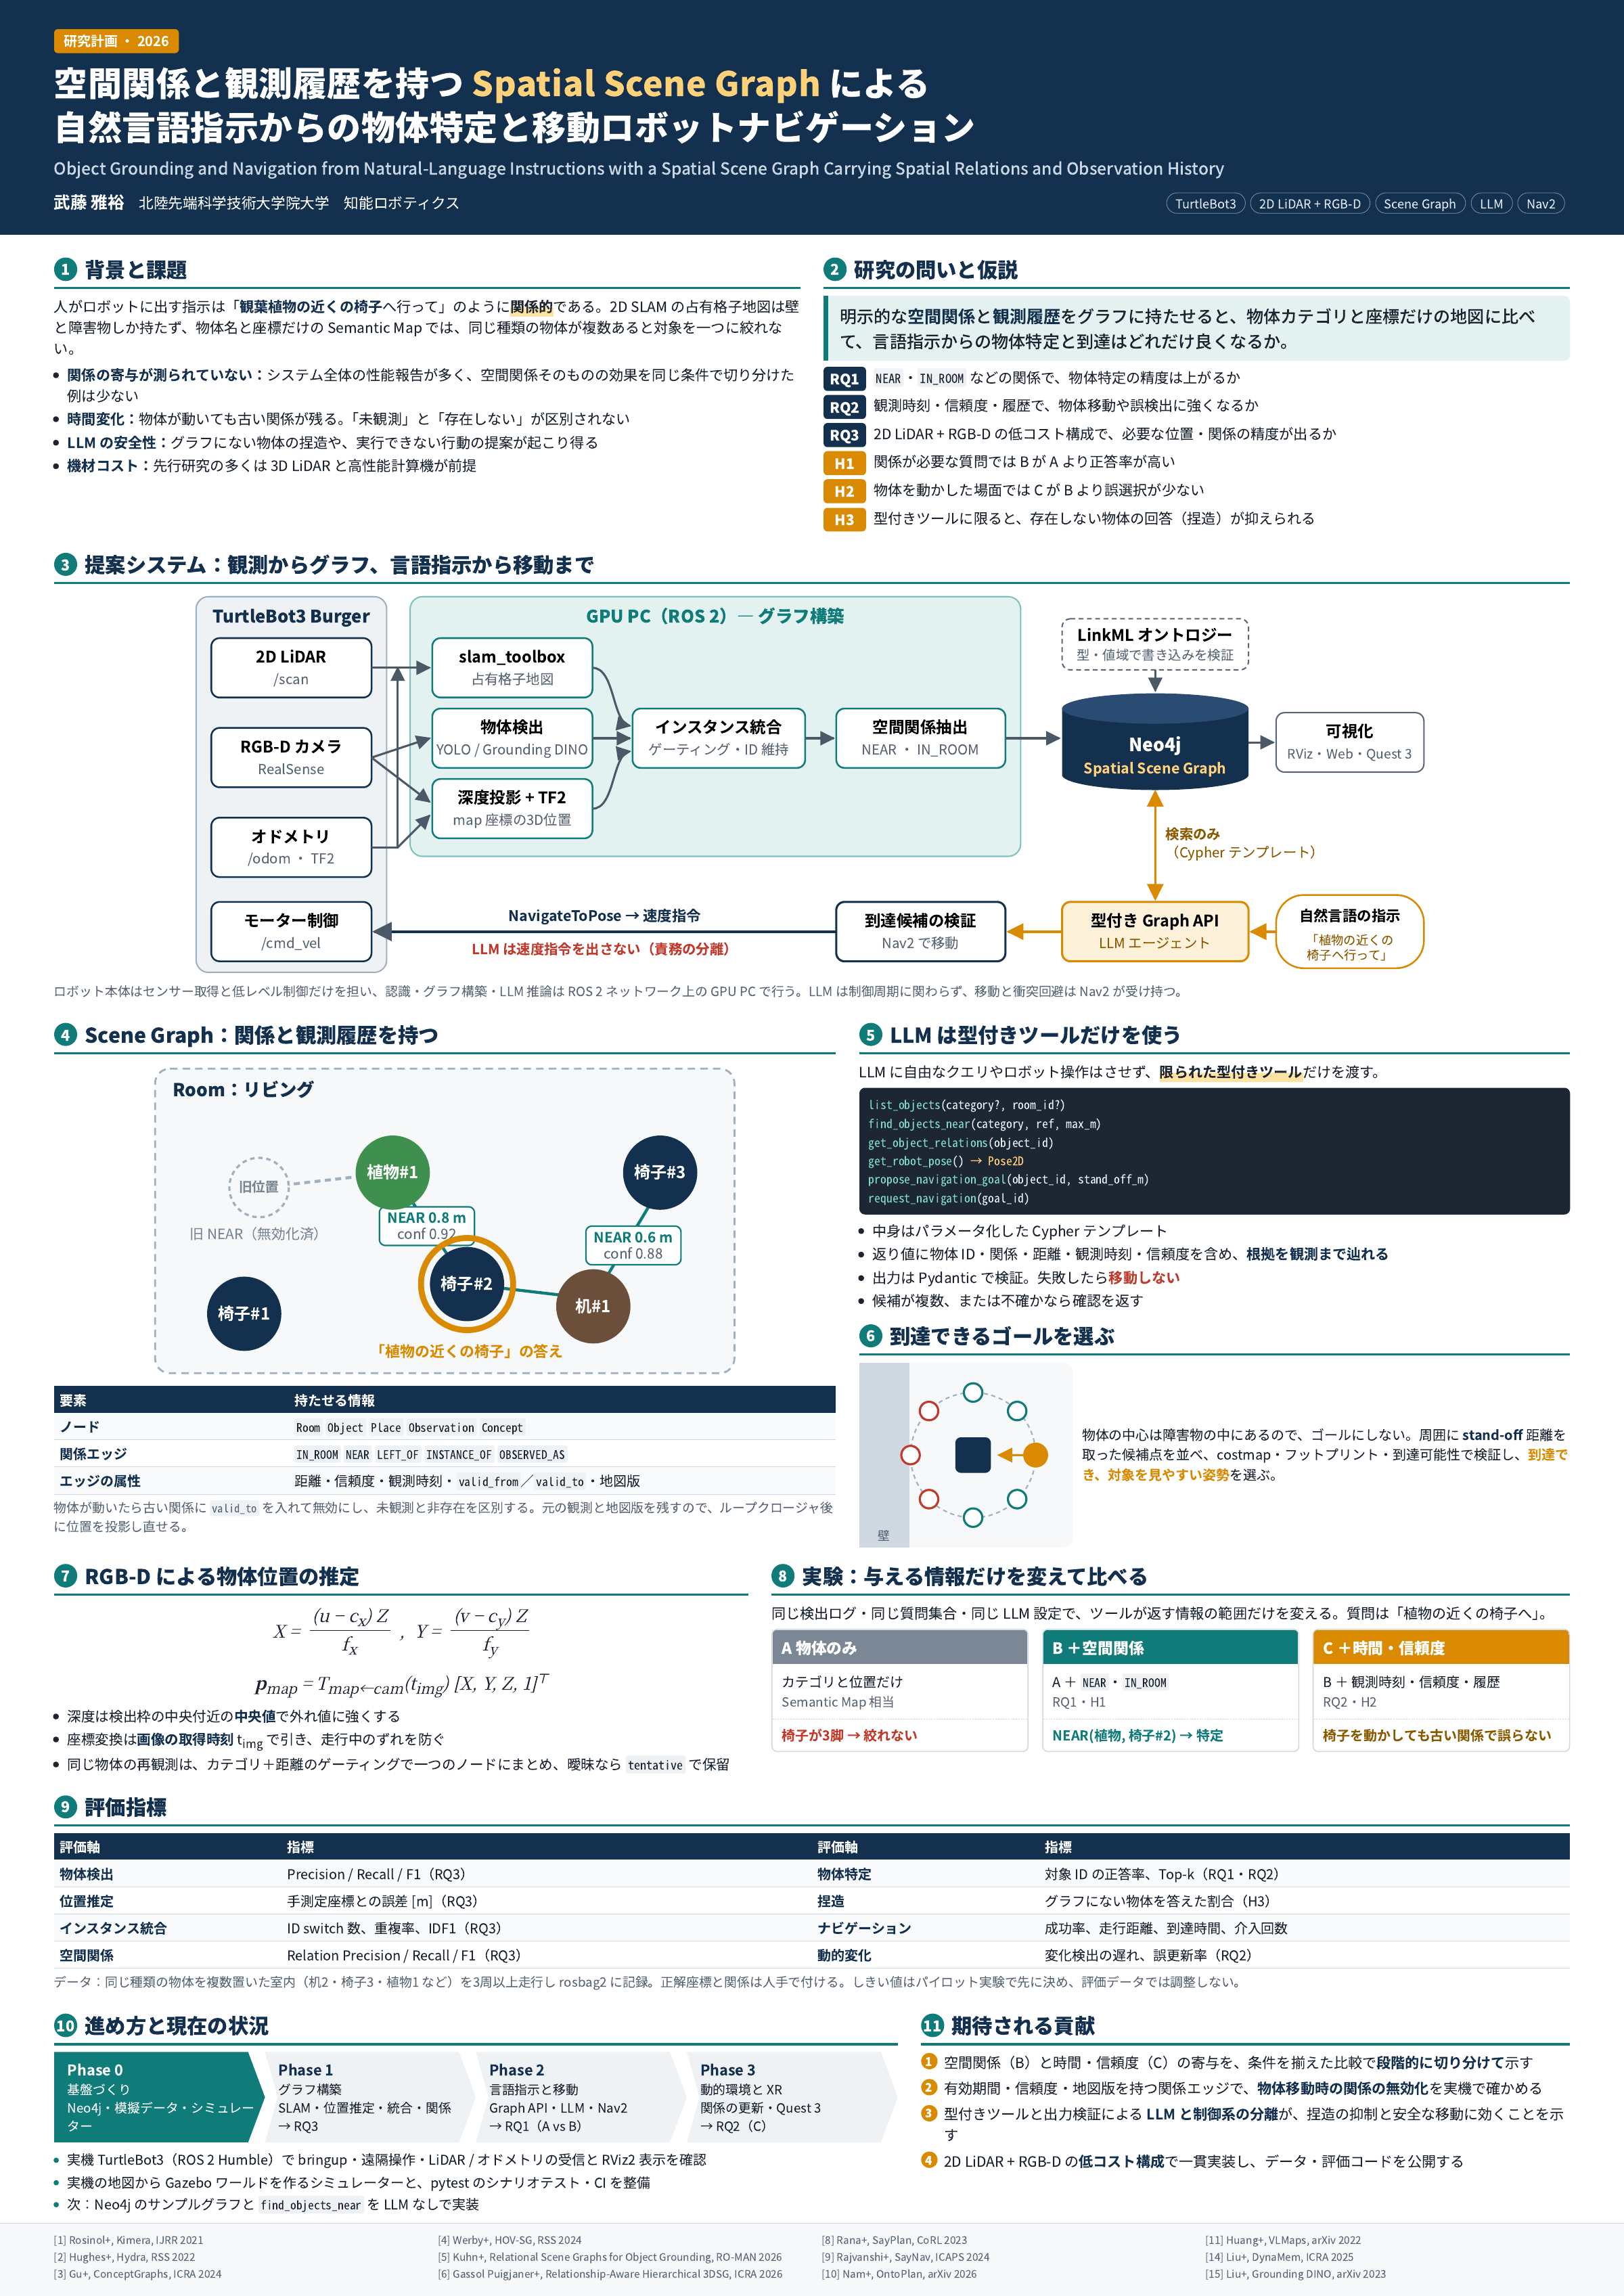 研究計画 ・ 2026
空間関係と観測履歴を持つ Spatial Scene Graph による
自然言語指示からの物体特定と移動ロボットナビゲーション
Object Grounding and Navigation from Natural-Language Instructions with a Spatial Scene Graph Carrying Spatial Relations and Observation History
武藤 雅裕 北陸先端科学技術大学院大学 知能ロボティクス
TurtleBot3 2D LiDAR + RGB-D Scene Graph LLM Nav2
1 背景と課題
人がロボットに出す指示は「観葉植物の近くの椅子へ行って」のように関係的である。2D SLAM の占有格子地図は壁
と障害物しか持たず、物体名と座標だけの Semantic Map では、同じ種類の物体が複数あると対象を一つに絞れな
い。
• 関係の寄与が測られていない：システム全体の性能報告が多く、空間関係そのものの効果を同じ条件で切り分けた
例は少ない
• 時間変化：物体が動いても古い関係が残る。「未観測」と「存在しない」が区別されない
• LLM の安全性：グラフにない物体の捏造や、実行できない行動の提案が起こり得る
• 機材コスト：先行研究の多くは 3D LiDAR と高性能計算機が前提
2 研究の問いと仮説
明示的な空間関係と観測履歴をグラフに持たせると、物体カテゴリと座標だけの地図に比べ
て、言語指示からの物体特定と到達はどれだけ良くなるか。
RQ1 NEAR・IN_ROOM などの関係で、物体特定の精度は上がるか
RQ2 観測時刻・信頼度・履歴で、物体移動や誤検出に強くなるか
RQ3 2D LiDAR + RGB-D の低コスト構成で、必要な位置・関係の精度が出るか
H1 関係が必要な質問では B が A より正答率が高い
H2 物体を動かした場面では C が B より誤選択が少ない
H3 型付きツールに限ると、存在しない物体の回答（捏造）が抑えられる
3 提案システム：観測からグラフ、言語指示から移動まで
TurtleBot3 Burger
2D LiDAR
/scan
RGB-D カメラ
RealSense
オドメトリ
/odom ・ TF2
モーター制御
/cmd_vel
GPU PC（ROS 2）— グラフ構築
slam_toolbox
占有格子地図
物体検出
YOLO / Grounding DINO
深度投影 + TF2
map 座標の3D位置
インスタンス統合
ゲーティング・ID 維持
空間関係抽出
NEAR ・ IN_ROOM
LinkML オントロジー
型・値域で書き込みを検証
Neo4j
Spatial Scene Graph
可視化
RViz・Web・Quest 3
検索のみ
（Cypher テンプレート）
NavigateToPose → 速度指令
LLM は速度指令を出さない（責務の分離）
到達候補の検証
Nav2 で移動
型付き Graph API
LLM エージェント
自然言語の指示
「植物の近くの
椅子へ行って」
ロボット本体はセンサー取得と低レベル制御だけを担い、認識・グラフ構築・LLM 推論は ROS 2 ネットワーク上の GPU PC で行う。LLM は制御周期に関わらず、移動と衝突回避は Nav2 が受け持つ。
4 Scene Graph：関係と観測履歴を持つ
Room：リビング
旧位置
旧 NEAR（無効化済）
植物#1
椅子#3
NEAR 0.8 m
conf 0.92
NEAR 0.6 m
conf 0.88
椅子#1
椅子#2
机#1
「植物の近くの椅子」の答え
要素 持たせる情報
ノード Room Object Place Observation Concept
関係エッジ IN_ROOM NEAR LEFT_OF INSTANCE_OF OBSERVED_AS
エッジの属性 距離・信頼度・観測時刻・valid_from／valid_to・地図版
物体が動いたら古い関係に valid_to を入れて無効にし、未観測と非存在を区別する。元の観測と地図版を残すので、ループクロージャ後
に位置を投影し直せる。
5 LLM は型付きツールだけを使う
LLM に自由なクエリやロボット操作はさせず、限られた型付きツールだけを渡す。
list_objects(category?, room_id?)
find_objects_near(category, ref, max_m)
get_object_relations(object_id)
get_robot_pose() → Pose2D
propose_navigation_goal(object_id, stand_off_m)
request_navigation(goal_id)
• 中身はパラメータ化した Cypher テンプレート
• 返り値に物体 ID・関係・距離・観測時刻・信頼度を含め、根拠を観測まで辿れる
• 出力は Pydantic で検証。失敗したら移動しない
• 候補が複数、または不確かなら確認を返す
6 到達できるゴールを選ぶ
壁
物体の中心は障害物の中にあるので、ゴールにしない。周囲に stand-off 距離を
取った候補点を並べ、costmap・フットプリント・到達可能性で検証し、到達で
き、対象を見やすい姿勢を選ぶ。
7 RGB-D による物体位置の推定
X = (u − c_x) Z / f_x , Y = (v − c_y) Z / f_y
p_map = T_map←cam(t_img) [X, Y, Z, 1]^⊤
• 深度は検出枠の中央付近の中央値で外れ値に強くする
• 座標変換は画像の取得時刻 t_img で引き、走行中のずれを防ぐ
• 同じ物体の再観測は、カテゴリ＋距離のゲーティングで一つのノードにまとめ、曖昧なら tentative で保留
8 実験：与える情報だけを変えて比べる
同じ検出ログ・同じ質問集合・同じ LLM 設定で、ツールが返す情報の範囲だけを変える。質問は「植物の近くの椅子へ」。
A 物体のみ
カテゴリと位置だけ
Semantic Map 相当
椅子が3脚 → 絞れない
B ＋空間関係
A + NEAR・IN_ROOM
RQ1・H1
NEAR(植物, 椅子#2) → 特定
C ＋時間・信頼度
B + 観測時刻・信頼度・履歴
RQ2・H2
椅子を動かしても古い関係で誤らない
9 評価指標
評価軸 指標 評価軸 指標
物体検出 Precision / Recall / F1（RQ3） 物体特定 対象 ID の正答率、Top-k（RQ1・RQ2）
位置推定 手測定座標との誤差 [m]（RQ3） 捏造 グラフにない物体を答えた割合（H3）
インスタンス統合 ID switch 数、重複率、IDF1（RQ3） ナビゲーション 成功率、走行距離、到達時間、介入回数
空間関係 Relation Precision / Recall / F1（RQ3） 動的変化 変化検出の遅れ、誤更新率（RQ2）
データ：同じ種類の物体を複数置いた室内（机2・椅子3・植物1 など）を3周以上走行し rosbag2 に記録。正解座標と関係は人手で付ける。しきい値はパイロット実験で先に決め、評価データでは調整しない。
10 進め方と現在の状況
Phase 0
基盤づくり
Neo4j・模擬データ・シミュレー
ター
Phase 1
グラフ構築
SLAM・位置推定・統合・関係
→ RQ3
Phase 2
言語指示と移動
Graph API・LLM・Nav2
→ RQ1（A vs B）
Phase 3
動的環境と XR
関係の更新・Quest 3
→ RQ2（C）
• 実機 TurtleBot3（ROS 2 Humble）で bringup・遠隔操作・LiDAR / オドメトリの受信と RViz2 表示を確認
• 実機の地図から Gazebo ワールドを作るシミュレーターと、pytest のシナリオテスト・CI を整備
• 次：Neo4j のサンプルグラフと find_objects_near を LLM なしで実装
11 期待される貢献
1 空間関係（B）と時間・信頼度（C）の寄与を、条件を揃えた比較で段階的に切り分けて示す
2 有効期間・信頼度・地図版を持つ関係エッジで、物体移動時の関係の無効化を実機で確かめる
3 型付きツールと出力検証による LLM と制御系の分離が、捏造の抑制と安全な移動に効くことを示
す
4 2D LiDAR + RGB-D の低コスト構成で一貫実装し、データ・評価コードを公開する
[1] Rosinol+, Kimera, IJRR 2021
[2] Hughes+, Hydra, RSS 2022
[3] Gu+, ConceptGraphs, ICRA 2024
[4] Werby+, HOV-SG, RSS 2024
[5] Kuhn+, Relational Scene Graphs for Object Grounding, RO-MAN 2026
[6] Gassol Puigjaner+, Relationship-Aware Hierarchical 3DSG, ICRA 2026
[8] Rana+, SayPlan, CoRL 2023
[9] Rajvanshi+, SayNav, ICAPS 2024
[10] Nam+, OntoPlan, arXiv 2026
[11] Huang+, VLMaps, arXiv 2022
[14] Liu+, DynaMem, ICRA 2025
[15] Liu+, Grounding DINO, arXiv 2023